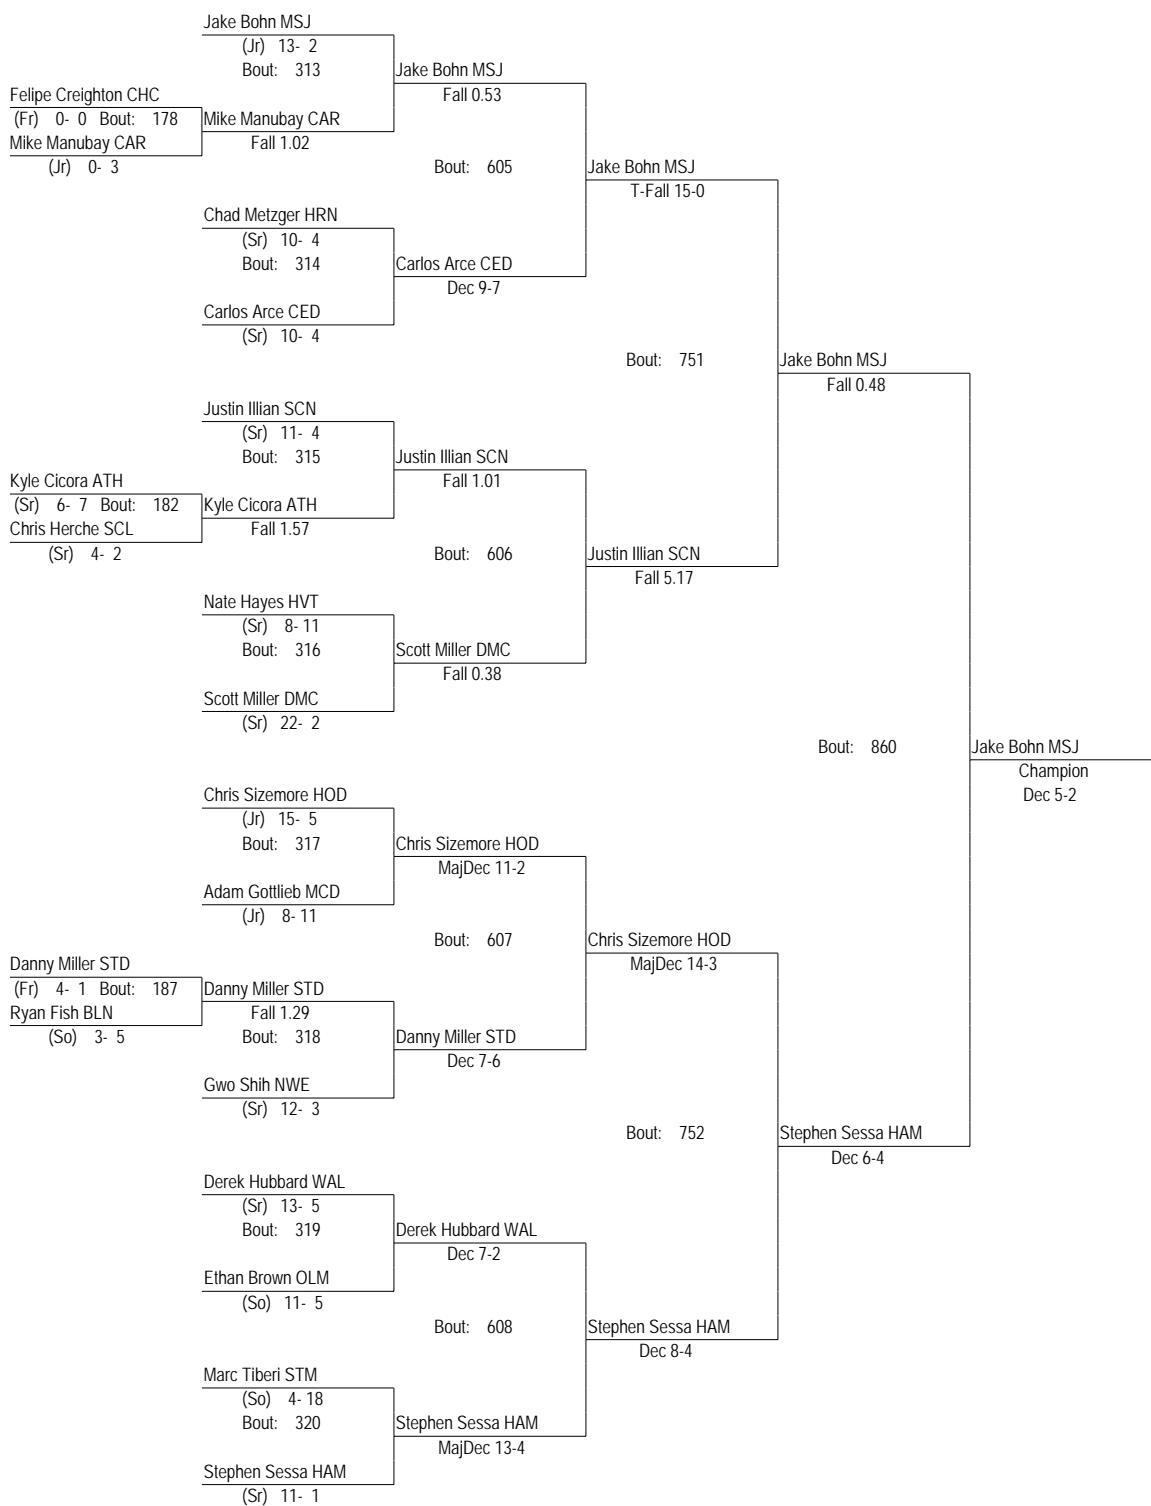 Jake Bohn MSJ
(Jr) 13- 2
Bout: 313
Jake Bohn MSJ
Fall 0.53
Felipe Creighton CHC
(Fr) 0- 0 Bout: 178
Mike Manubay CAR
Mike Manubay CAR
Fall 1.02
(Jr) 0- 3
Bout: 605
Jake Bohn MSJ
T-Fall 15-0
Chad Metzger HRN
(Sr) 10- 4
Bout: 314
Carlos Arce CED
Dec 9-7
Carlos Arce CED
(Sr) 10- 4
Bout: 751
Jake Bohn MSJ
Fall 0.48
Justin Illian SCN
(Sr) 11- 4
Bout: 315
Justin Illian SCN
Fall 1.01
Kyle Cicora ATH
(Sr) 6- 7 Bout: 182
Kyle Cicora ATH
Chris Herche SCL
Fall 1.57
(Sr) 4- 2
Bout: 606
Justin Illian SCN
Fall 5.17
Nate Hayes HVT
(Sr) 8- 11
Bout: 316
Scott Miller DMC
Fall 0.38
Scott Miller DMC
(Sr) 22- 2
Bout: 860
Jake Bohn MSJ
Champion
Dec 5-2
Chris Sizemore HOD
(Jr) 15- 5
Bout: 317
Chris Sizemore HOD
MajDec 11-2
Adam Gottlieb MCD
(Jr) 8- 11
Bout: 607
Chris Sizemore HOD
MajDec 14-3
Danny Miller STD
(Fr) 4- 1 Bout: 187
Danny Miller STD
Ryan Fish BLN
Fall 1.29
(So) 3- 5
Bout: 318
Danny Miller STD
Dec 7-6
Gwo Shih NWE
(Sr) 12- 3
Bout: 752
Stephen Sessa HAM
Dec 6-4
Derek Hubbard WAL
(Sr) 13- 5
Bout: 319
Derek Hubbard WAL
Dec 7-2
Ethan Brown OLM
(So) 11- 5
Bout: 608
Stephen Sessa HAM
Dec 8-4
Marc Tiberi STM
(So) 4- 18
Bout: 320
Stephen Sessa HAM
MajDec 13-4
Stephen Sessa HAM
(Sr) 11- 1